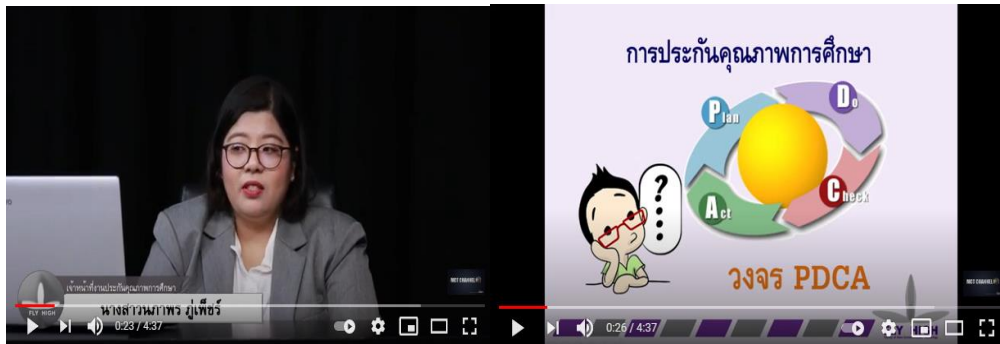 เจ้าหน้าที่งานประกันคุณภาพการศึกษา
นางสาวนภาพร ภู่เพ็ชร์
FLY HIGH
0:23 / 4:37
การประกันคุณภาพการศึกษา
Plan
Do
Check
Act
?
วงจร PDCA
0:26 / 4:37